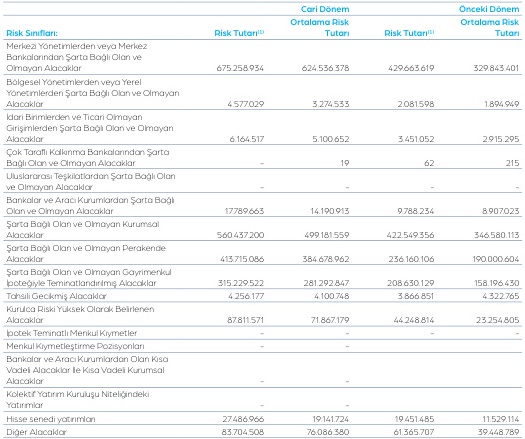 Cari Dönem Önceki Dönem
Ortalama Risk Ortalama Risk
Risk Sınıfları: Risk Tutarı(1) Tutarı Risk Tutarı(1) Tutarı
Merkezi Yönetimlerden veya Merkez
Bankalarından Şarta Bağlı Olan ve
Olmayan Alacaklar 675.258.934 624.536.378 429.663.619 329.843.401
Bölgesel Yönetimlerden veya Yerel
Yönetimlerden Şarta Bağlı Olan ve Olmayan
Alacaklar 4.577.029 3.274.533 2.081.598 1.894.949
İdari Birimlerden ve Ticari Olmayan
Girişimlerden Şarta Bağlı Olan ve Olmayan
Alacaklar 6.164.517 5.100.652 3.451.052 2.915.295
Çok Taraflı Kalkınma Bankalarından Şarta
Bağlı Olan ve Olmayan Alacaklar – 19 62 215
Uluslararası Teşkilatlardan Şarta Bağlı Olan
ve Olmayan Alacaklar – – – –
Bankalar ve Aracı Kurumlardan Şarta Bağlı
Olan ve Olmayan Alacaklar 17.789.663 14.190.913 9.788.234 8.907.023
Şarta Bağlı Olan ve Olmayan Kurumsal
Alacaklar 560.437.200 499.181.559 422.549.356 346.580.113
Şarta Bağlı Olan ve Olmayan Perakende
Alacaklar 413.715.086 384.678.962 236.160.106 190.000.604
Şarta Bağlı Olan ve Olmayan Gayrimenkul
İpoteğiyle Teminatlandırılmış Alacaklar 315.229.522 281.292.847 208.630.129 158.196.430
Tahsili Gecikmiş Alacaklar 4.256.177 4.100.748 3.866.851 4.322.765
Kurulca Riski Yüksek Olarak Belirlenen
Alacaklar 87.811.571 71.867.179 44.248.814 23.254.805
İpotek Teminatlı Menkul Kıymetler – – – –
Menkul Kıymetleştirme Pozisyonları – –
Bankalar ve Aracı Kurumlardan Olan Kısa
Vadeli Alacaklar İle Kısa Vadeli Kurumsal
Alacaklar – –
Kolektif Yatırım Kuruluşu Niteliğindeki
Yatırımlar – –
Hisse senedi yatırımları 27.486.966 19.141.724 19.451.485 11.529.114
Diğer Alacaklar 83.704.508 76.086.380 61.365.707 39.448.789